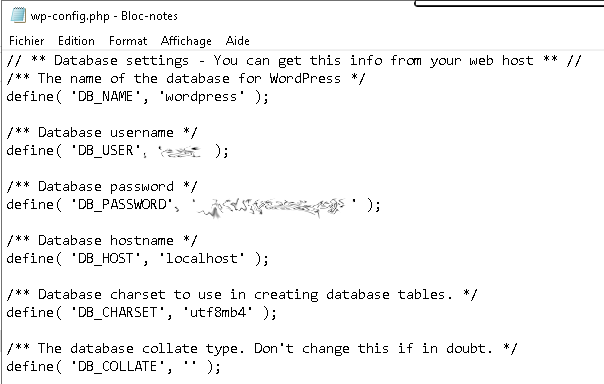 wp-config.php - Bloc-notes
Fichier Edition Format Affichage Aide
// ** Database settings - You can get this info from your web host ** //
/** The name of the database for WordPress */
define( 'DB_NAME', 'wordpress' );
/** Database username */
define( 'DB_USER', ' );
/** Database password */
define( 'DB_PASSWORD', ' ' );
/** Database hostname */
define( 'DB_HOST', 'localhost' );
/** Database charset to use in creating database tables. */
define( 'DB_CHARSET', 'utf8mb4' );
/** The database collate type. Don't change this if in doubt. */
define( 'DB_COLLATE', '' );